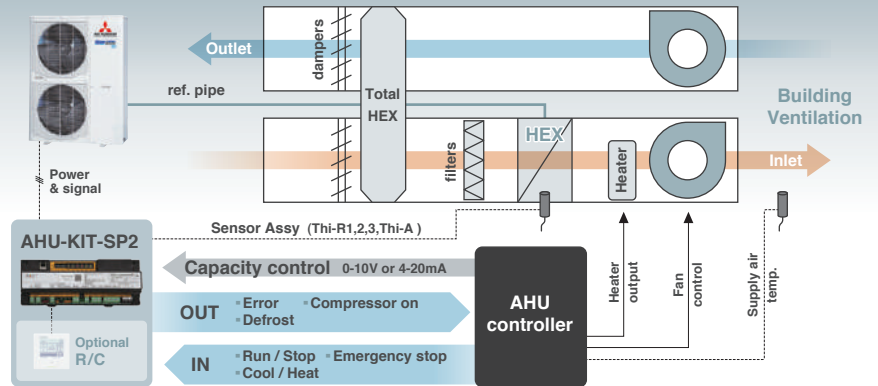 Outlet
dampers
Total
HEX
ref. pipe
Building
Ventilation
filters
HEX
Heater
Inlet
Power
& signal
Sensor Assy (Thi-R1,2,3,Thi-A )
AHU-KIT-SP2
Capacity control 0-10V or 4-20mA
OUT
Error
Compressor on
Defrost
IN
Run / Stop
Emergency stop
Cool / Heat
Optional
R/C
AHU
controller
Heater
output
Fan
control
Supply air
temp.